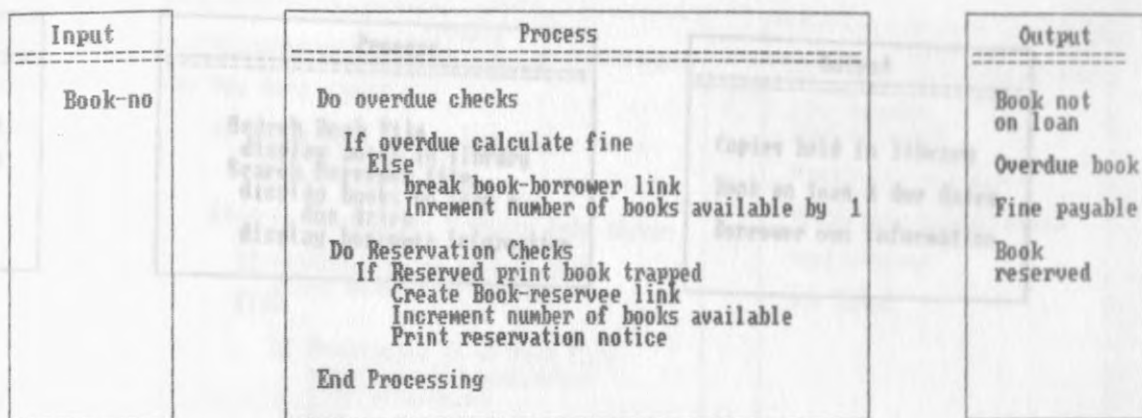 Input
Book-no
Process
Do overdue checks
If overdue calculate fine
Else
break book-borrower link
Increment number of books available by 1
Do Reservation Checks
If Reserved print book trapped
Create Book-reservee link
Increment number of books available
Print reservation notice
End Processing
Output
Book not
on loan
Overdue book
Fine payable
Book
reserved